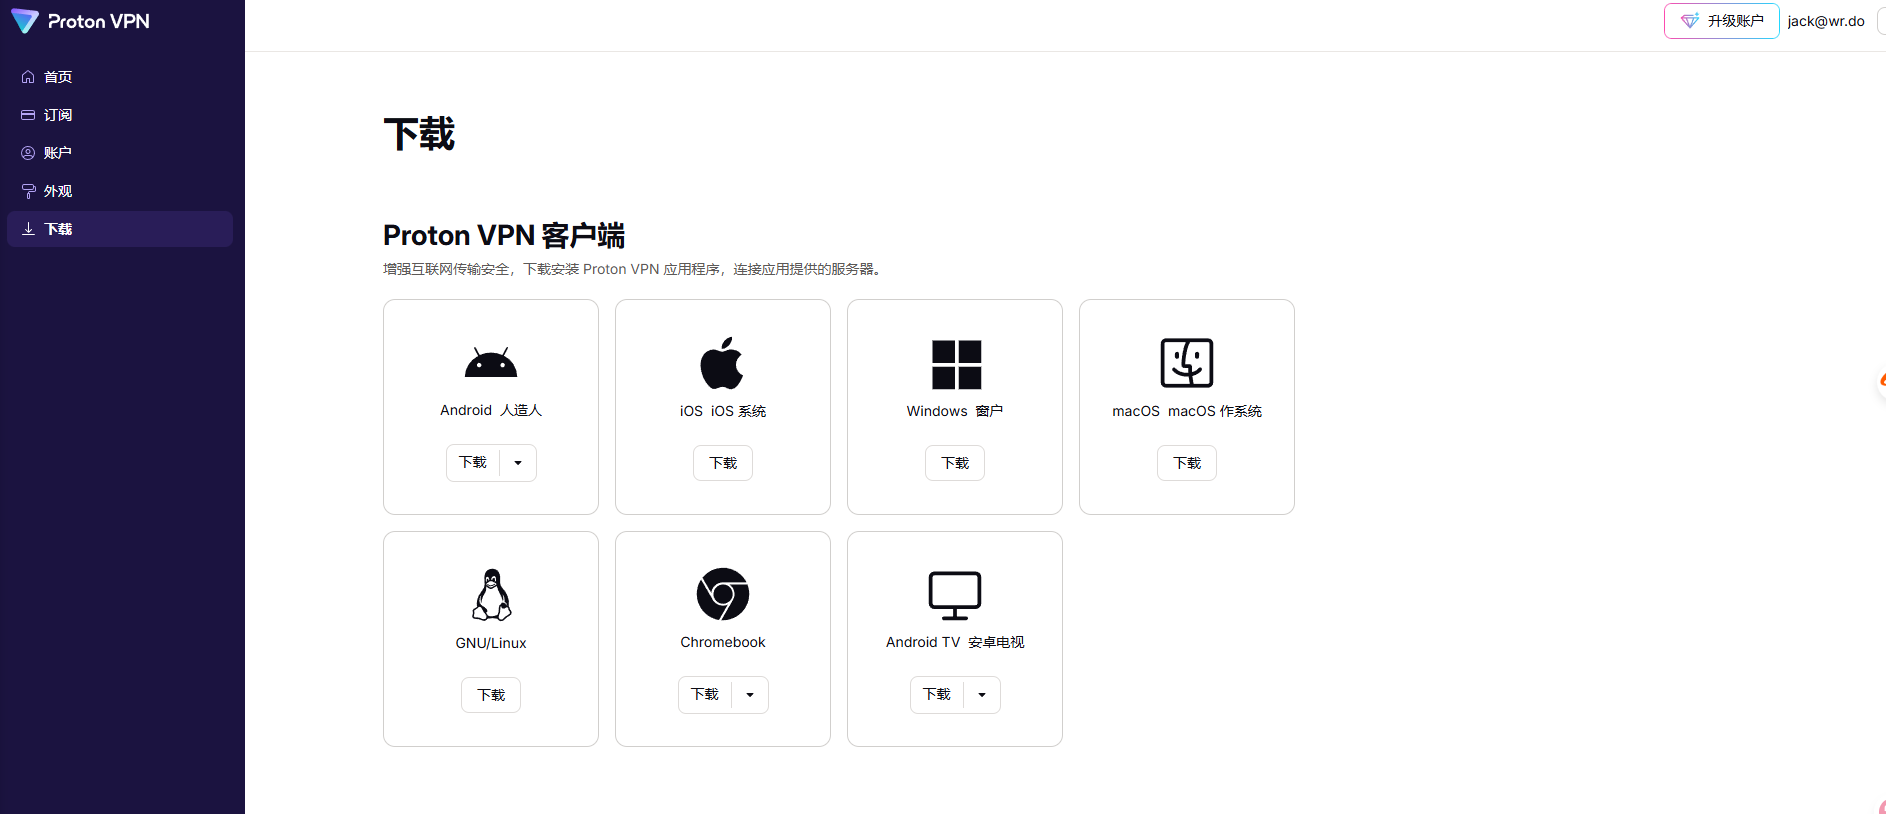 Proton VPN
升级账户
jack@wr.do
首页
订阅
账户
外观
下载
下载
Proton VPN 客户端
增强互联网传输安全，下载安装 Proton VPN 应用程序，连接应用提供的服务器。
Android 人造人
下载
iOS iOS 系统
下载
Windows 窗户
下载
macOS macOS 作系统
下载
GNU/Linux
下载
Chromebook
下载
Android TV 安卓电视
下载